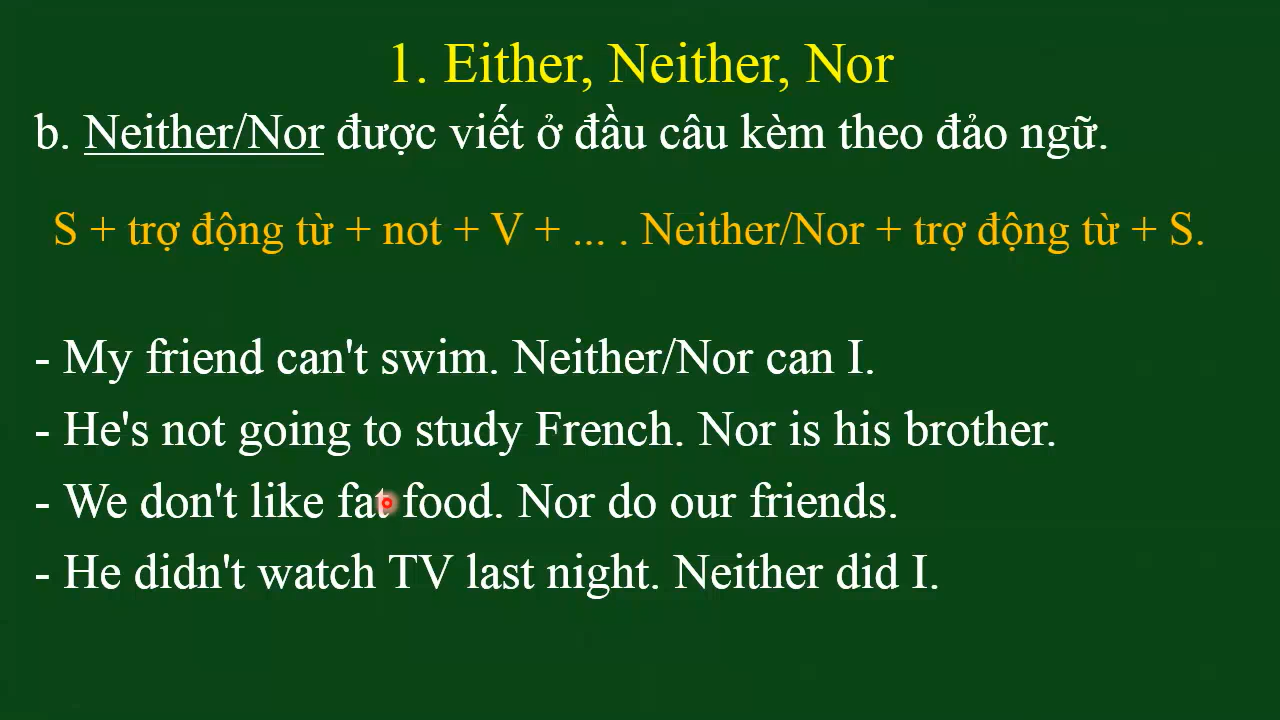 1. Either, Neither, Nor
b. Neither/Nor được viết ở đầu câu kèm theo đảo ngữ.
S + trợ động từ + not + V + ... . Neither/Nor + trợ động từ + S.
- My friend can't swim. Neither/Nor can I.
- He's not going to study French. Nor is his brother.
- We don't like fat food. Nor do our friends.
- He didn't watch TV last night. Neither did I.